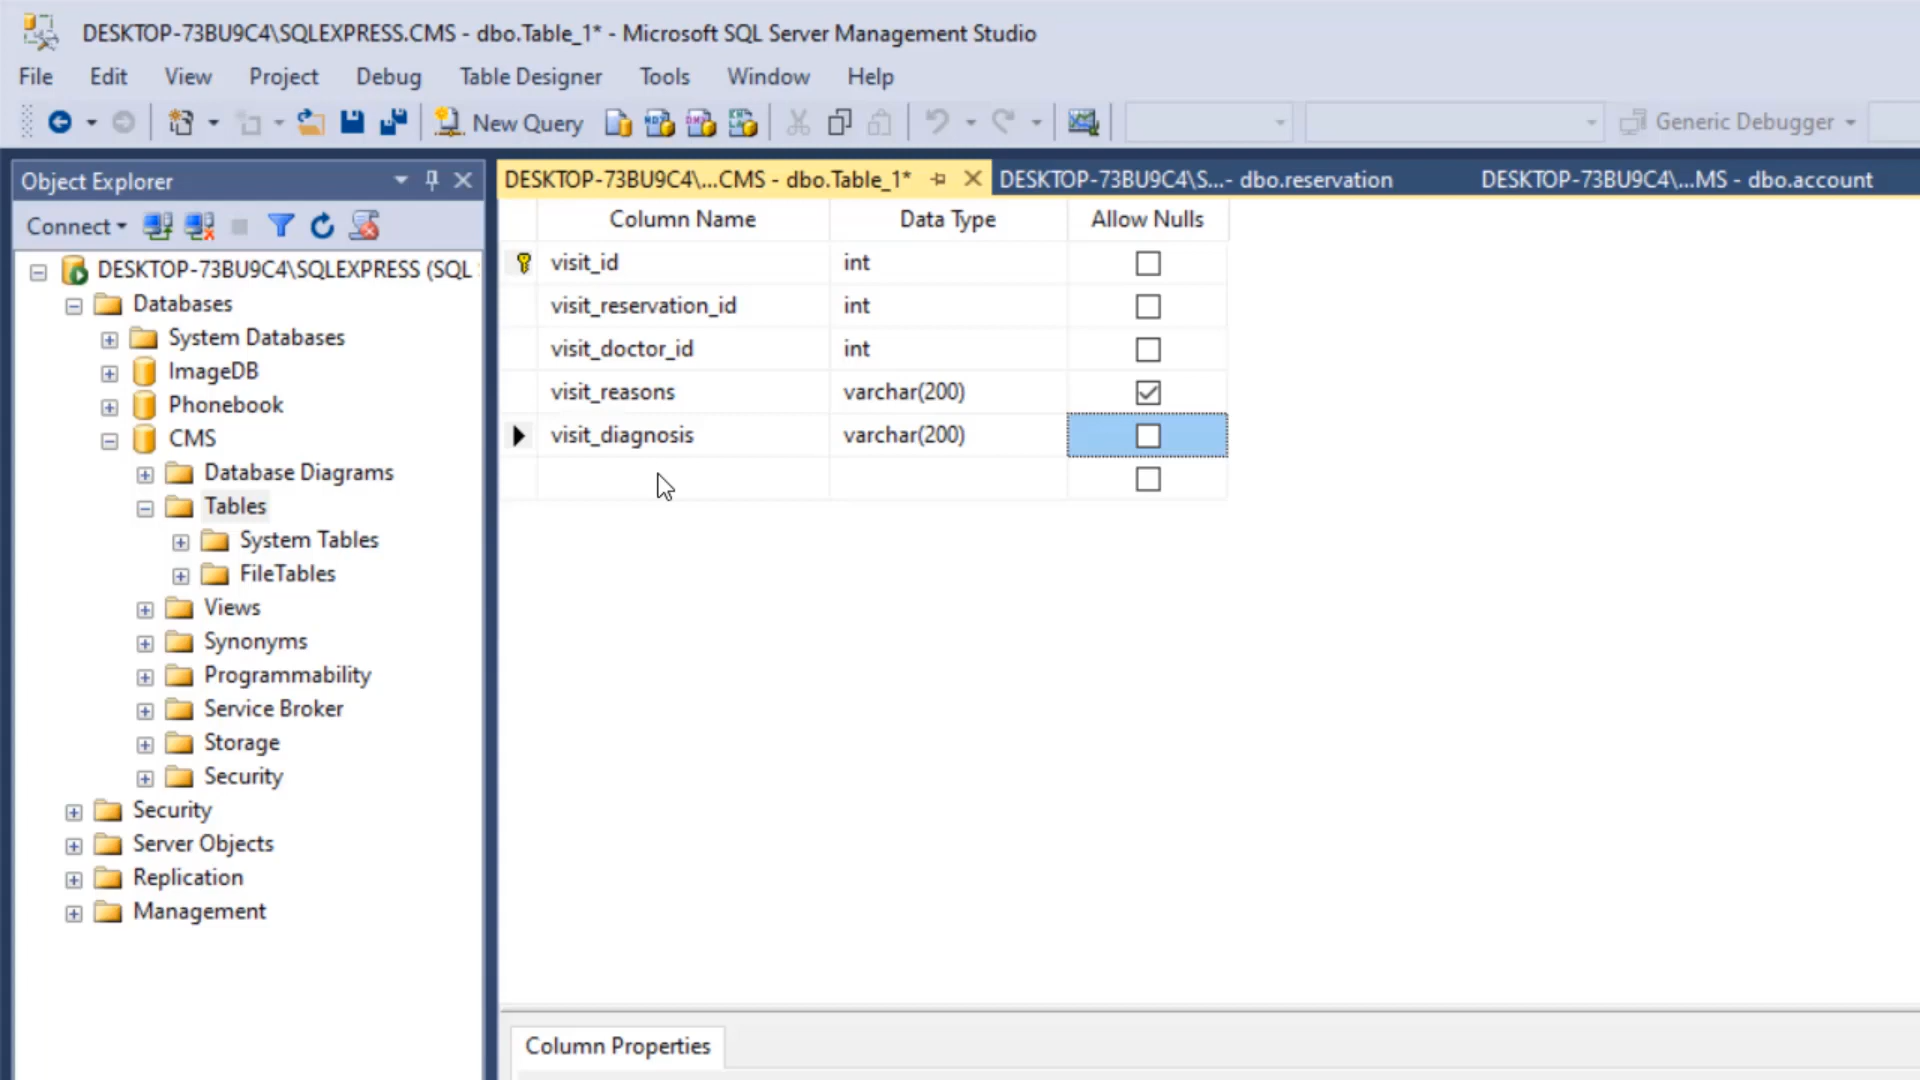 DESKTOP-73BU9C4\SQLEXPRESS.CMS - dbo.Table_1* - Microsoft SQL Server Management Studio
File Edit View Project Debug Table Designer Tools Window Help
New Query Generic Debugger
Object Explorer
Connect
DESKTOP-73BU9C4\SQLEXPRESS (SQL
Databases
System Databases
ImageDB
Phonebook
CMS
Database Diagrams
Tables
System Tables
FileTables
Views
Synonyms
Programmability
Service Broker
Storage
Security
Security
Server Objects
Replication
Management
DESKTOP-73BU9C4\...CMS - dbo.Table_1* DESKTOP-73BU9C4\S...- dbo.reservation DESKTOP-73BU9C4\...MS - dbo.account
Column Name Data Type Allow Nulls
visit_id int
visit_reservation_id int
visit_doctor_id int
visit_reasons varchar(200)
visit_diagnosis varchar(200)
Column Properties